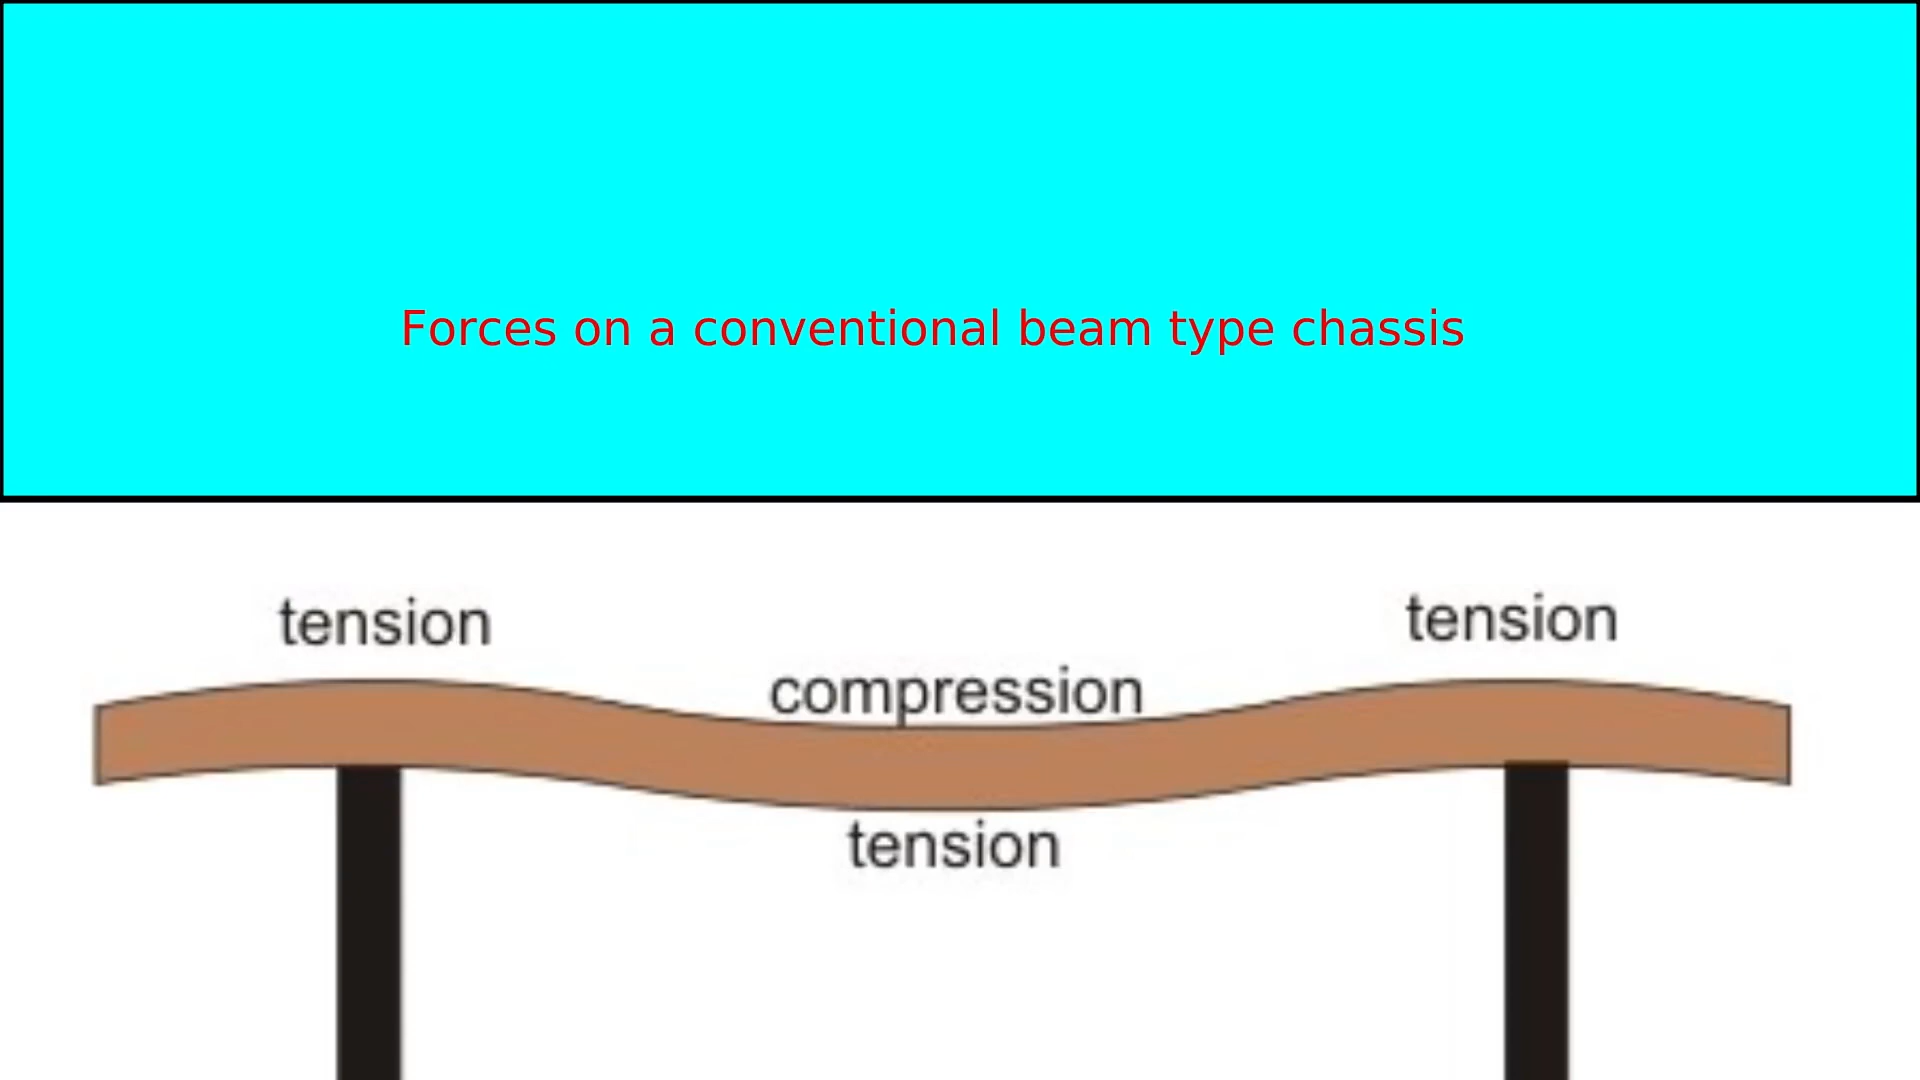 Forces on a conventional beam type chassis
tension
tension
compression
tension